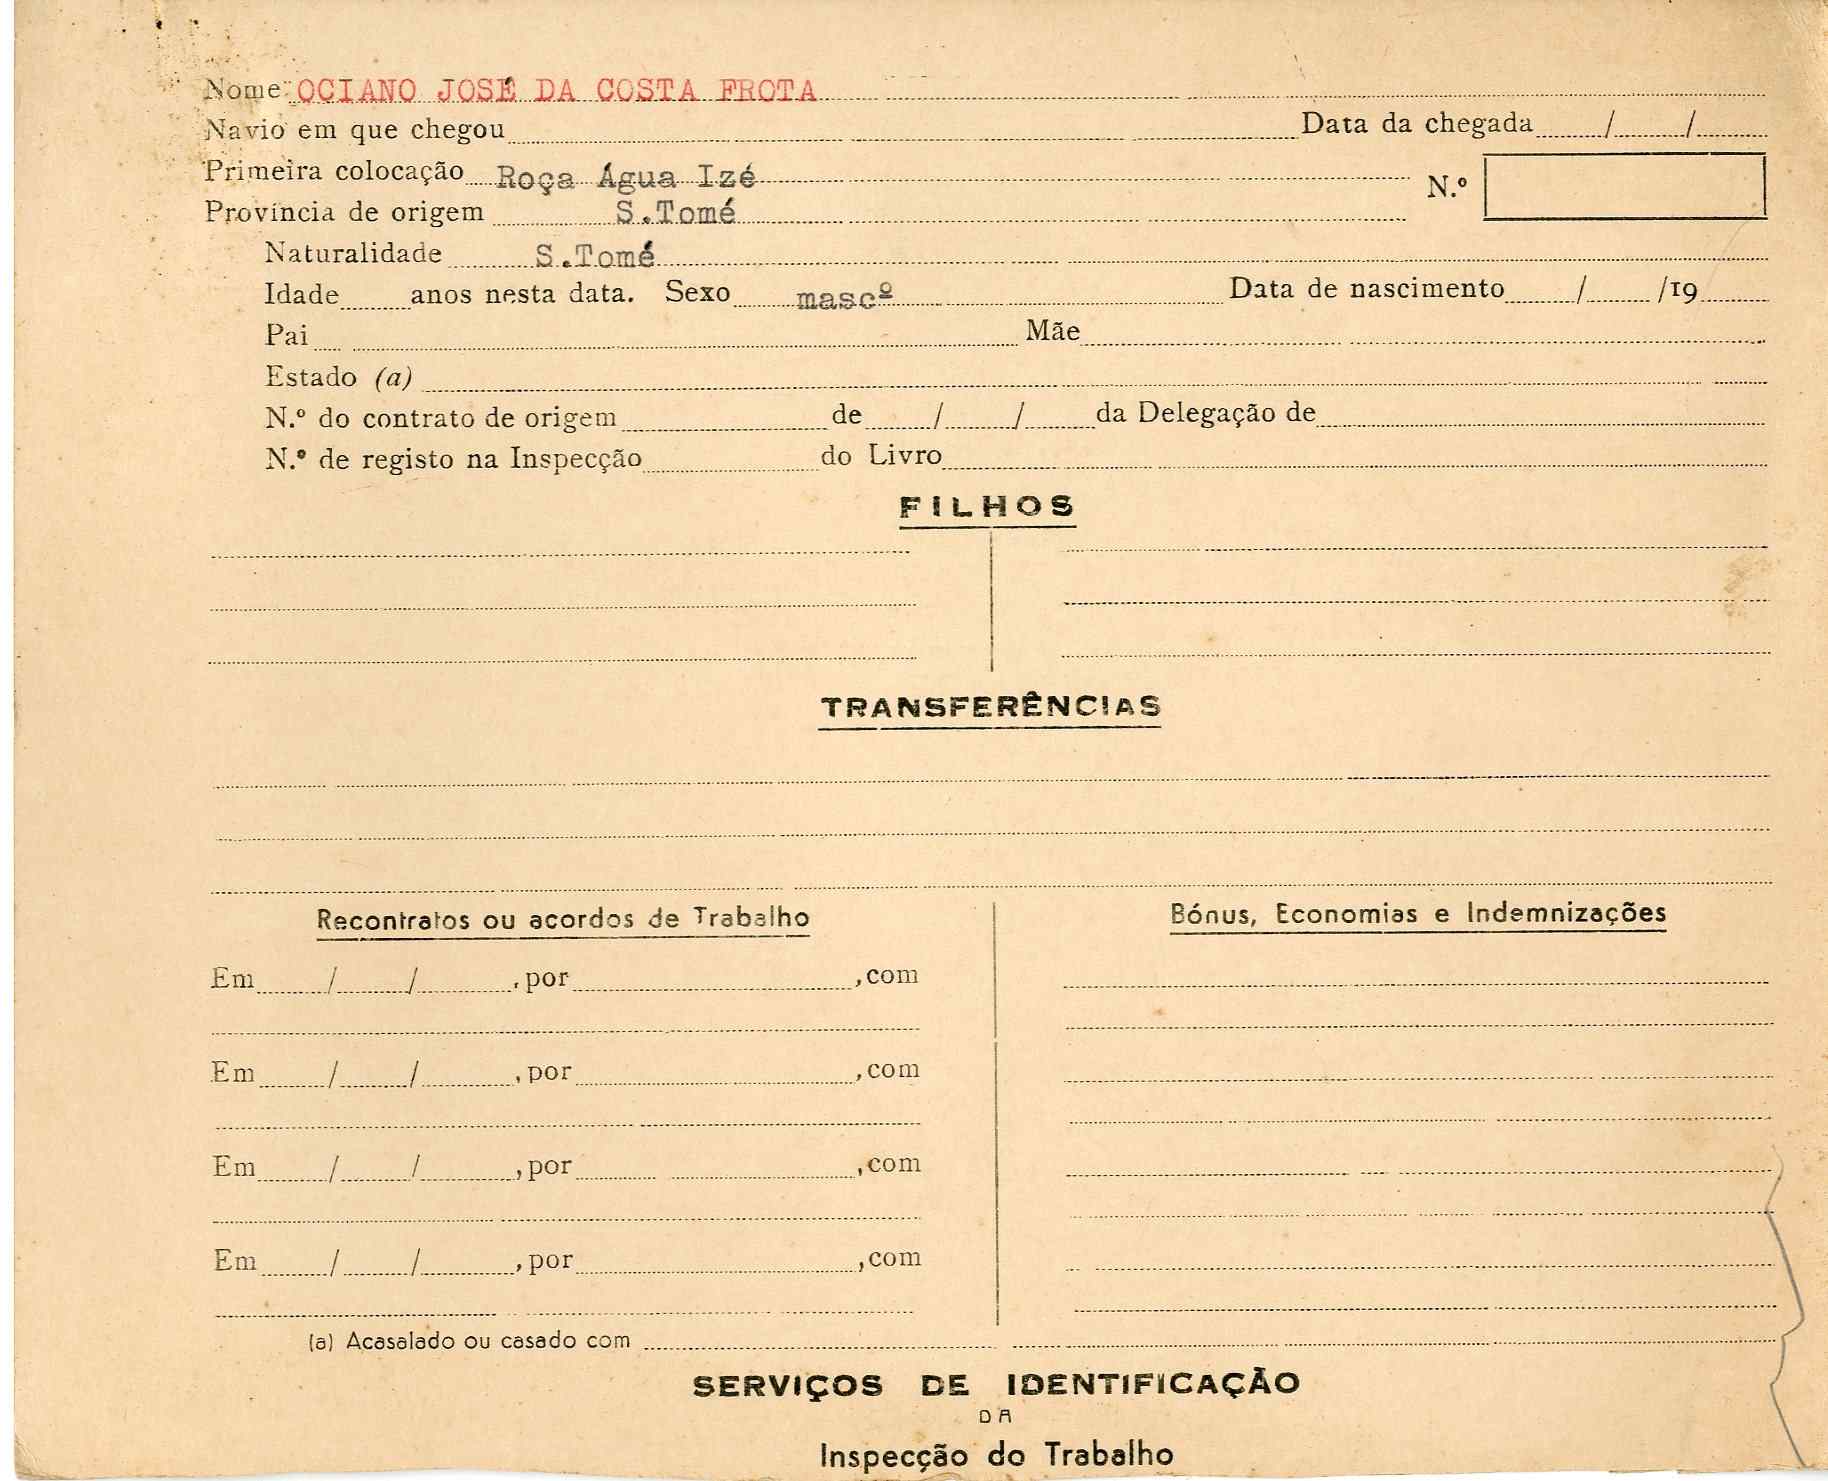 Nome OCIANO JOSÉ DA COSTA FROTA
Navio em que chegou Data da chegada / /
Primeira colocação Roça Água Izé N.º
Província de origem S.Tomé
Naturalidade S.Tomé
Idade anos nesta data. Sexo mascº Data de nascimento / /19
Pai Mãe
Estado (a)
N.º do contrato de origem de / / da Delegação de
N.º de registo na Inspecção do Livro
FILHOS
TRANSFERÊNCIAS
Recontratos ou acordos de Trabalho Bónus, Economias e Indemnizações
Em / / , por , com
Em / / , por , com
Em / / , por , com
Em / / , por , com
(a) Acasalado ou casado com
SERVIÇOS DE IDENTIFICAÇÃO
DA
Inspecção do Trabalho